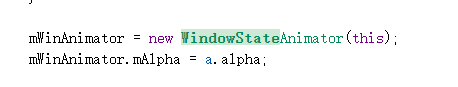 mWinAnimator = new WindowStateAnimator(this);
mWinAnimator.mAlpha = a.alpha;